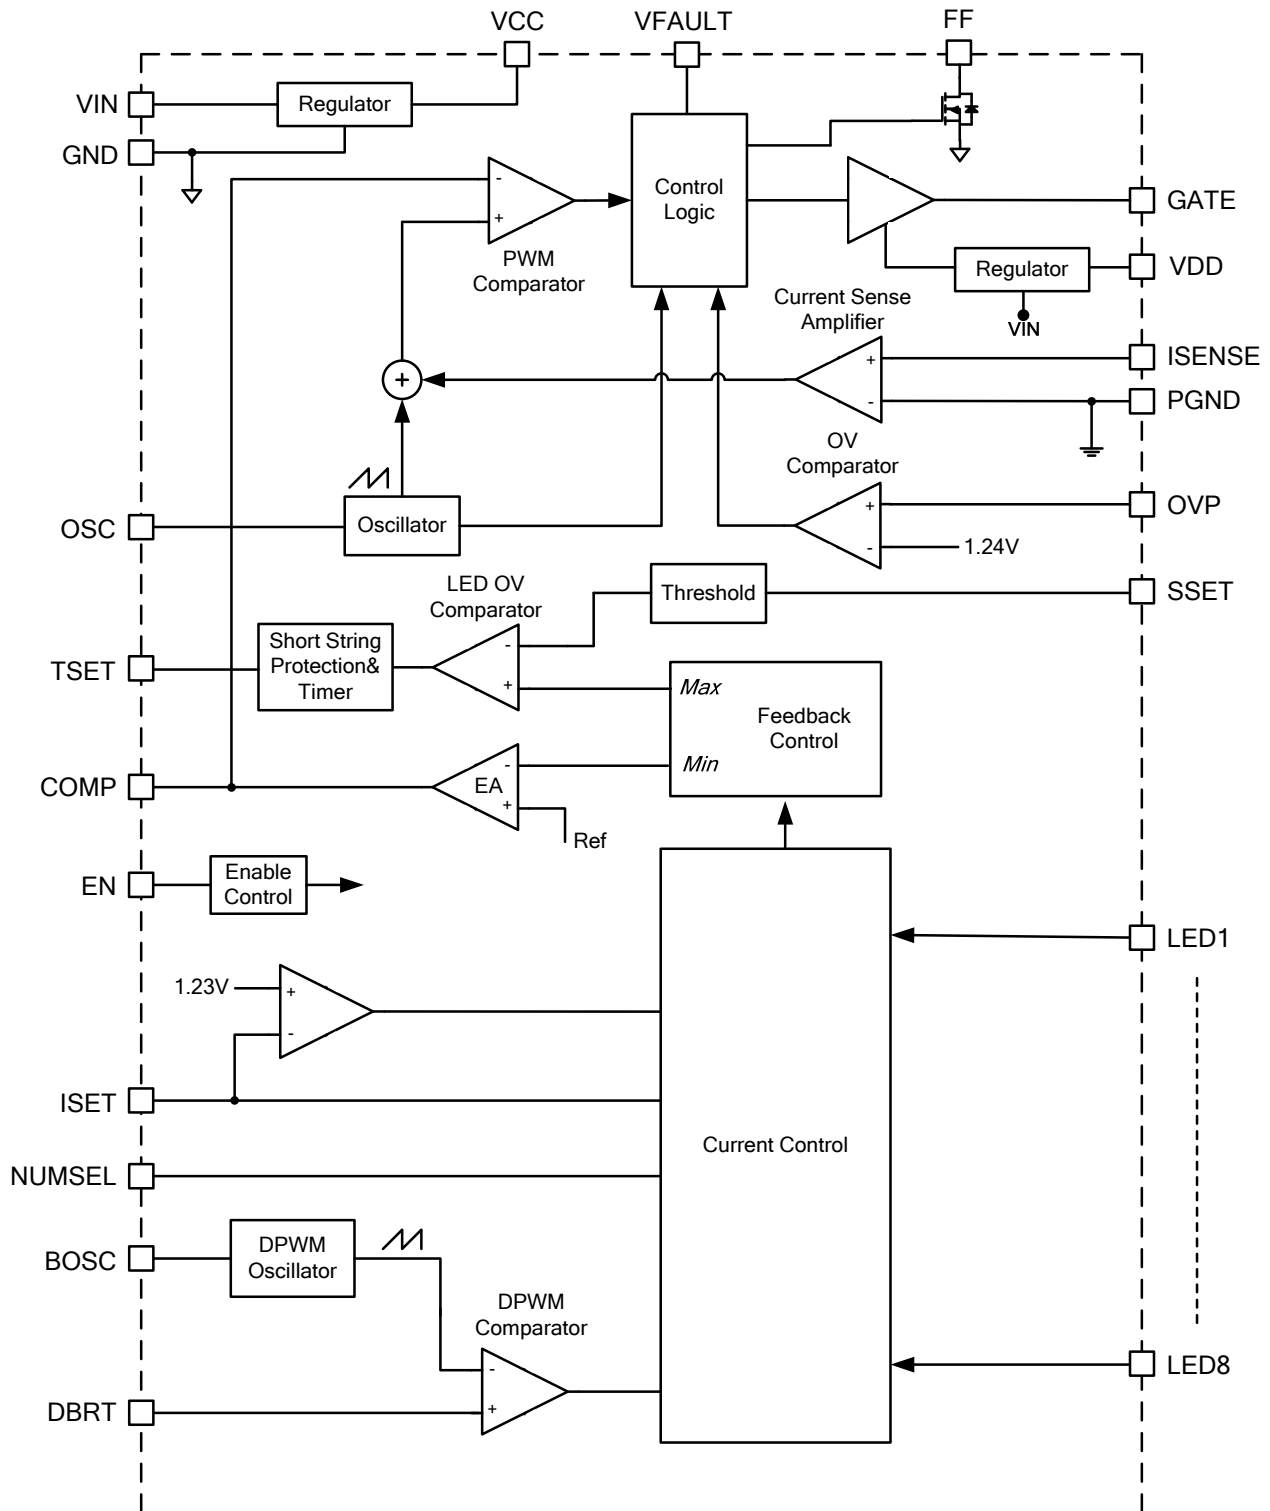 VCC
VFAULT
FF
VIN
Regulator
GND
-
+
PWM
Comparator
Control
Logic
GATE
Regulator
VDD
VIN
Current Sense
Amplifier
+
-
ISENSE
PGND
+
OV
Comparator
OSC
Oscillator
+
-
1.24V
OVP
LED OV
Comparator
Threshold
SSET
TSET
Short String
Protection&
Timer
-
+
Max
Feedback
Control
Min
COMP
EA
-
+
Ref
EN
Enable
Control
LED1
1.23V
+
-
ISET
Current Control
NUMSEL
BOSC
DPWM
Oscillator
DPWM
Comparator
-
+
LED8
DBRT